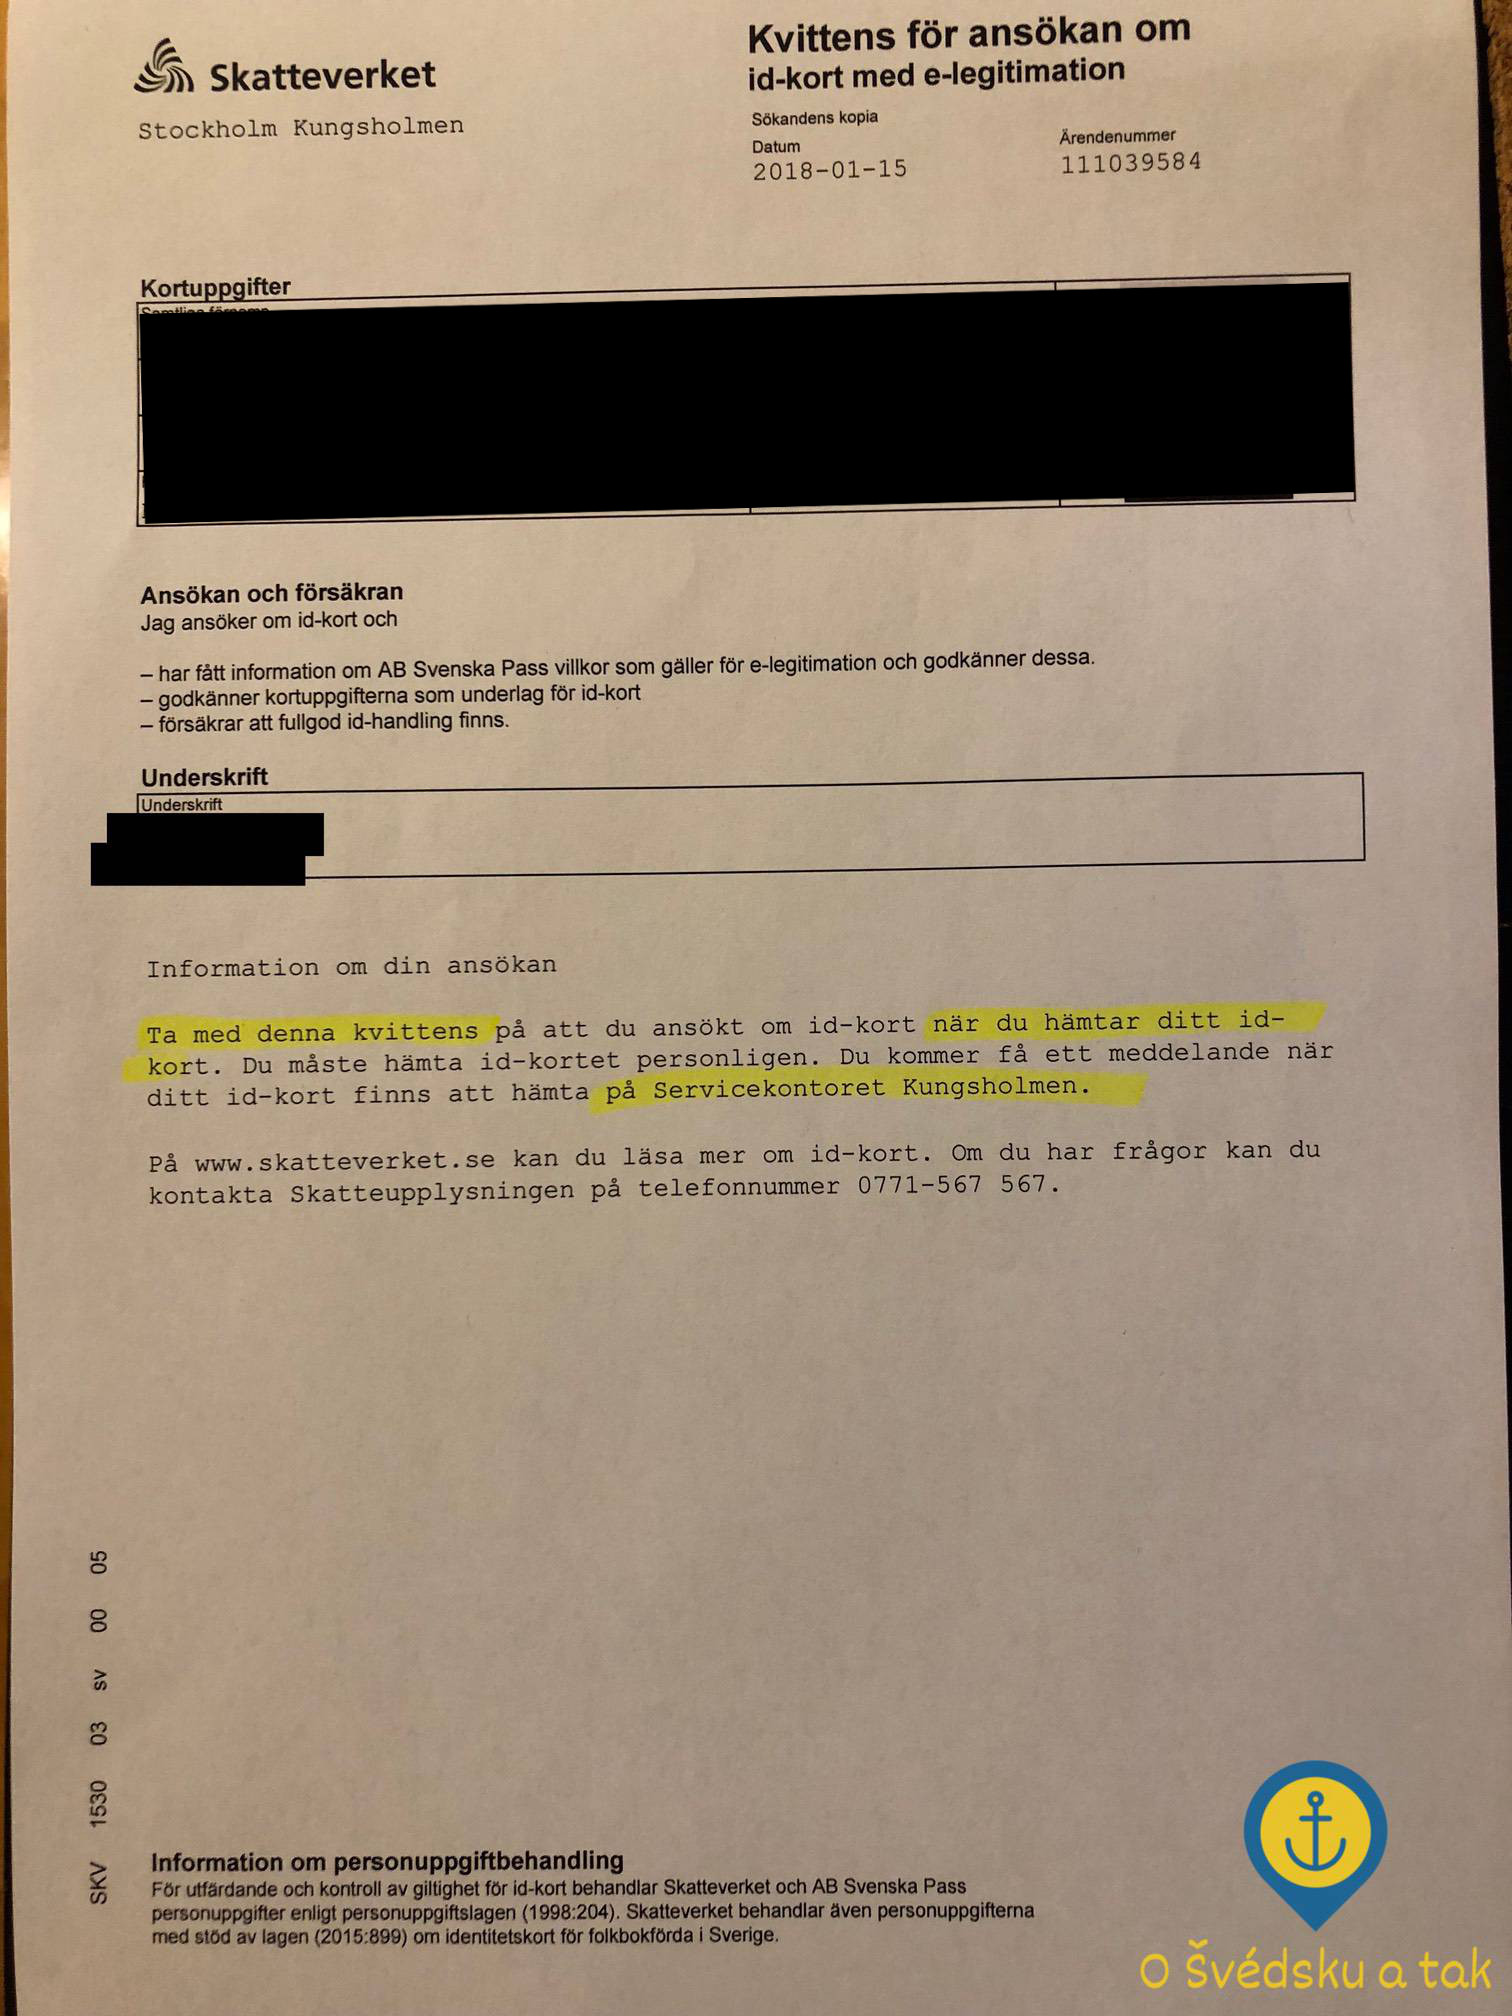 Skatteverket
Stockholm Kungsholmen
Kvittens för ansökan om
id-kort med e-legitimation
Sökandens kopia
Datum
2018-01-15
Ärendenummer
111039584
Kortuppgifter
Samtliga förnamn
Ansökan och försäkran
Jag ansöker om id-kort och
– har fått information om AB Svenska Pass villkor som gäller för e-legitimation och godkänner dessa.
– godkänner kortuppgifterna som underlag för id-kort
– försäkrar att fullgod id-handling finns.
Underskrift
Underskrift
Information om din ansökan
Ta med denna kvittens på att du ansökt om id-kort när du hämtar ditt id-
kort. Du måste hämta id-kortet personligen. Du kommer få ett meddelande när
ditt id-kort finns att hämta på Servicekontoret Kungsholmen.
På www.skatteverket.se kan du läsa mer om id-kort. Om du har frågor kan du
kontakta Skatteupplysningen på telefonnummer 0771-567 567.
SKV 1530 03 sv 00 05
Information om personuppgiftbehandling
För utfärdande och kontroll av giltighet för id-kort behandlar Skatteverket och AB Svenska Pass
personuppgifter enligt personuppgiftslagen (1998:204). Skatteverket behandlar även personuppgifterna
med stöd av lagen (2015:899) om identitetskort för folkbokförda i Sverige.
O švédsku a tak